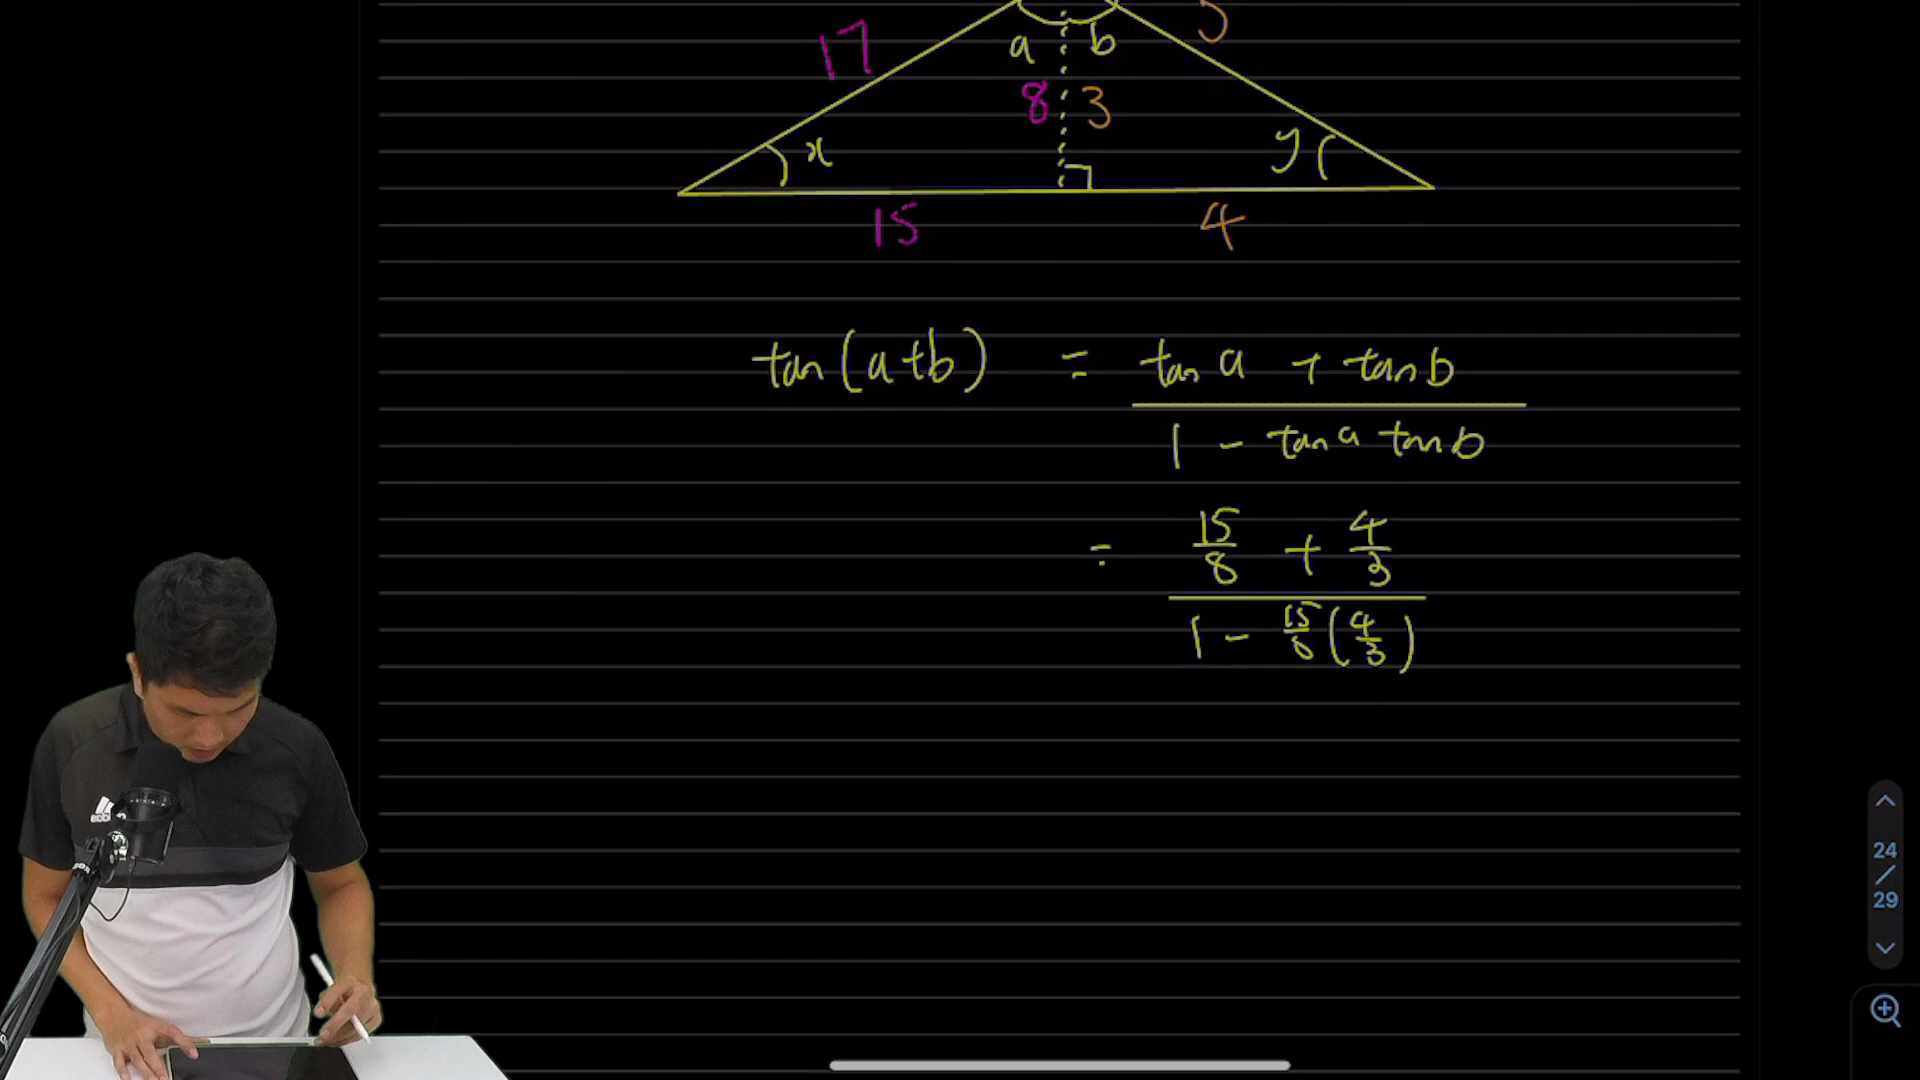 17
a b
5
8 3
x
y
15
4
tan(a+b) = tan a + tan b
1 - tan a tan b
= 15/8 + 4/3
1 - 15/8 (4/3)
24
/
29